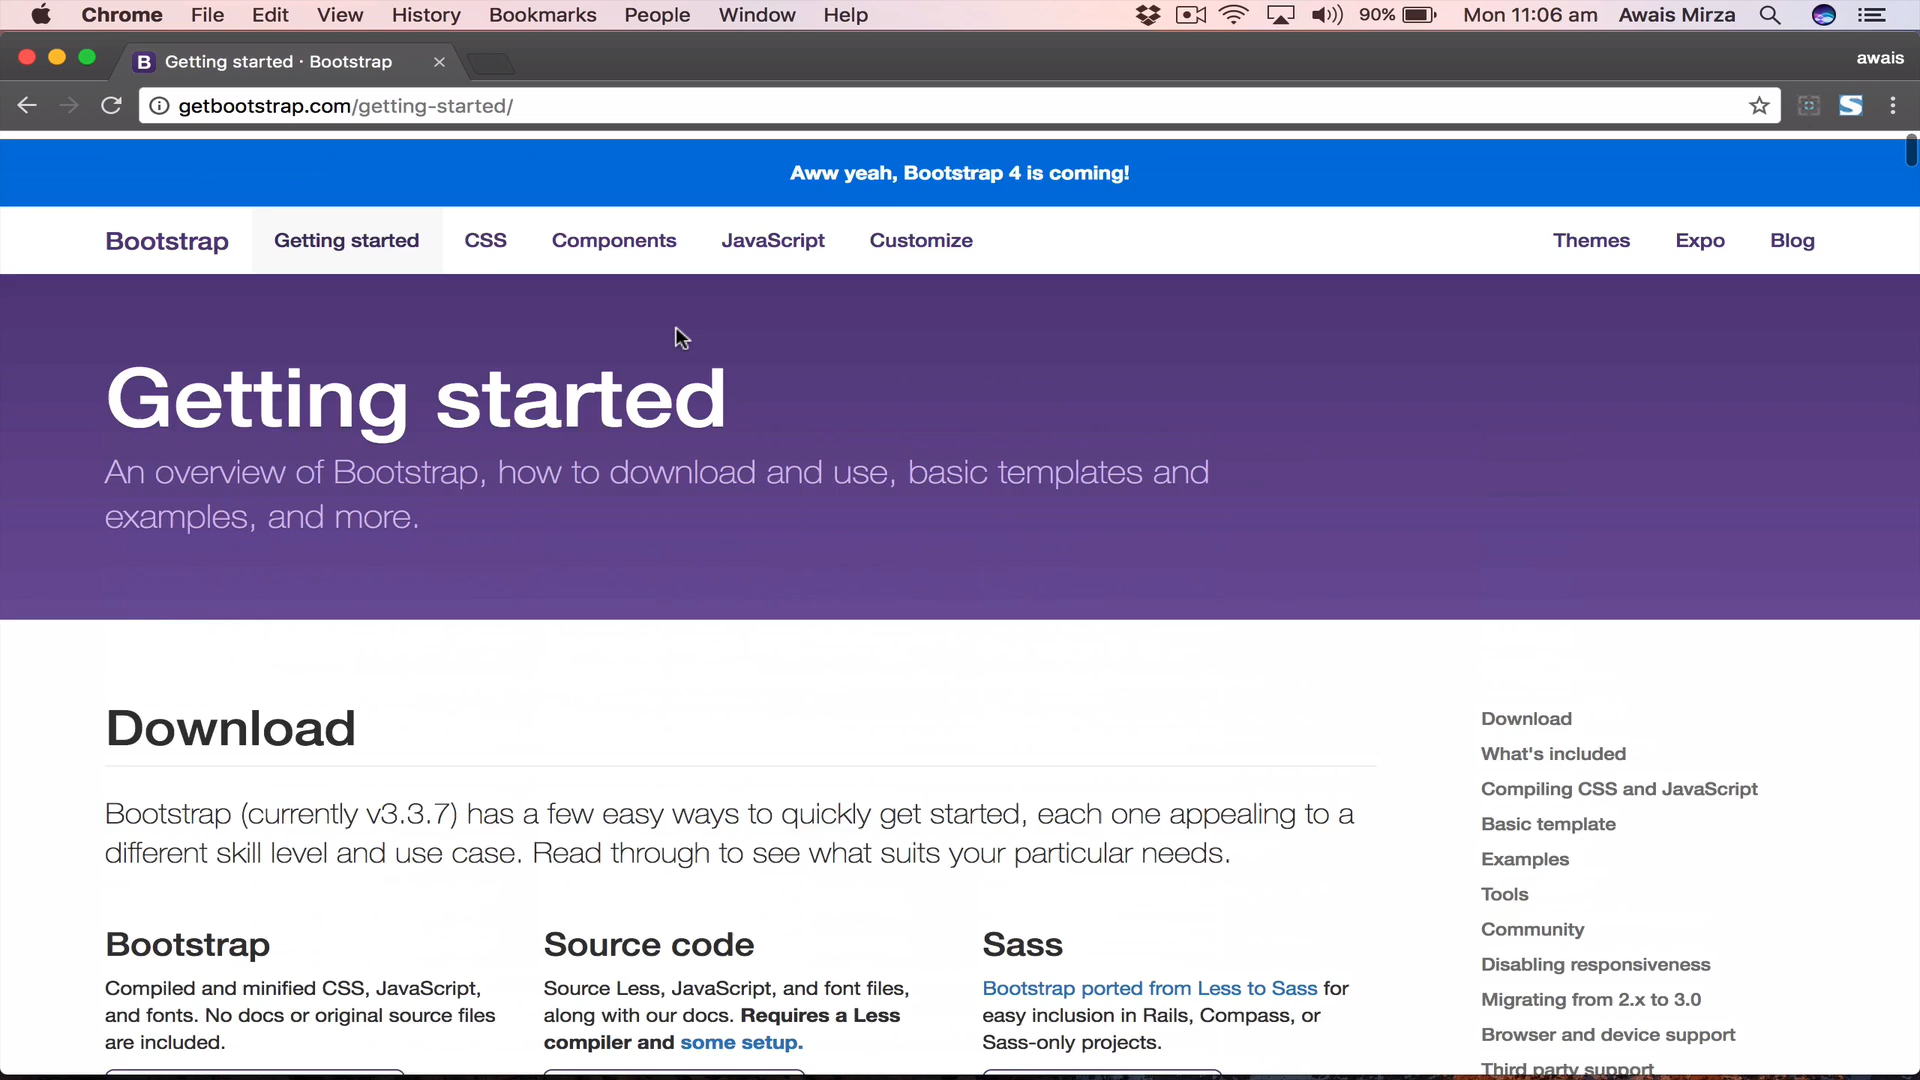 Chrome File Edit View History Bookmarks People Window Help 90% Mon 11:06 am Awais Mirza
B Getting started · Bootstrap awais
getbootstrap.com/getting-started/
Aww yeah, Bootstrap 4 is coming!
Bootstrap Getting started CSS Components JavaScript Customize Themes Expo Blog
Getting started
An overview of Bootstrap, how to download and use, basic templates and
examples, and more.
Download
Bootstrap (currently v3.3.7) has a few easy ways to quickly get started, each one appealing to a
different skill level and use case. Read through to see what suits your particular needs.
Bootstrap
Compiled and minified CSS, JavaScript,
and fonts. No docs or original source files
are included.
Source code
Source Less, JavaScript, and font files,
along with our docs. Requires a Less
compiler and some setup.
Sass
Bootstrap ported from Less to Sass for
easy inclusion in Rails, Compass, or
Sass-only projects.
Download
What's included
Compiling CSS and JavaScript
Basic template
Examples
Tools
Community
Disabling responsiveness
Migrating from 2.x to 3.0
Browser and device support
Third party support